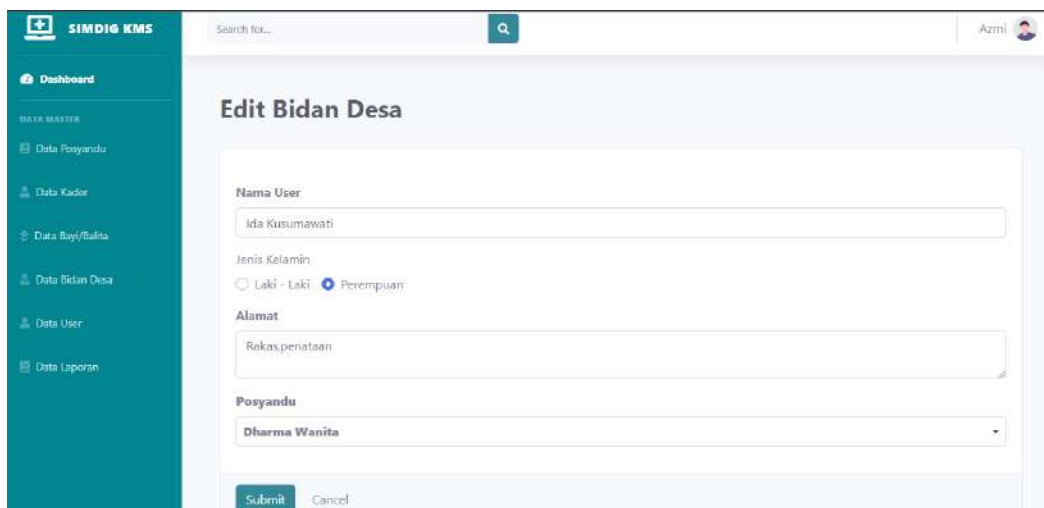 SIMDIG KMS
Search for...
Azmi
Dashboard
DATA MASTER
Data Posyandu
Data Kader
Data Bayi/Balita
Data Bidan Desa
Data User
Data Laporan
Edit Bidan Desa
Nama User
Ida Kusumawati
Jenis Kelamin
Laki - Laki Perempuan
Alamat
Rakas,penataan
Posyandu
Dharma Wanita
Submit Cancel